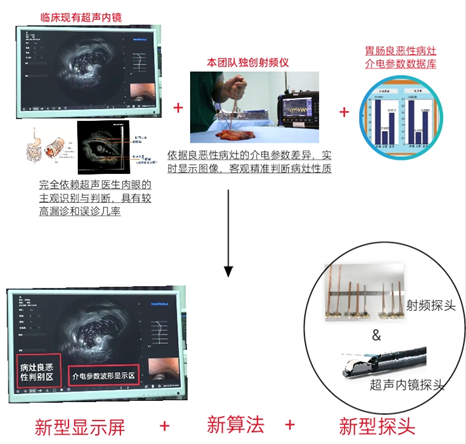 临床现有超声内镜
+
本团队独创射频仪
+
胃肠良恶性病灶
介电参数数据库
完全依赖超声医生肉眼的
主观识别与判断，具有较
高漏诊和误诊几率
依据良恶性病灶的介电参数差异，实
时显示图像，客观精准判断病灶性质
病灶良恶
性判别区
介电参数波形显示区
射频探头
&
超声内镜探头
新型显示屏 + 新算法 + 新型探头